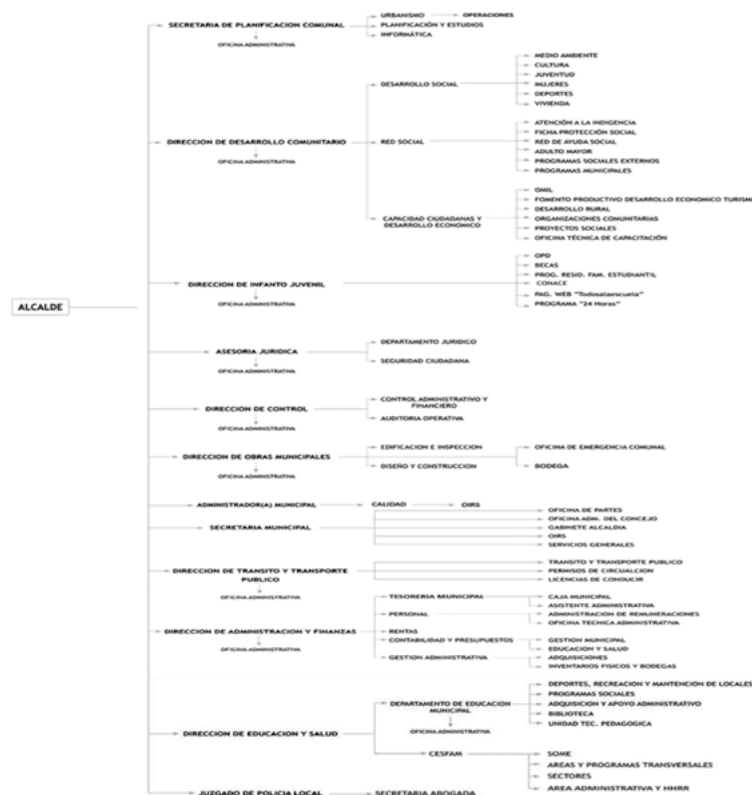 ALCALDE
SECRETARIA DE PLANIFICACION COMUNAL
OFICINA ADMINISTRATIVA
URBANISMO
OPERACIONES
PLANIFICACIÓN Y ESTUDIOS
INFORMÁTICA
DIRECCION DE DESARROLLO COMUNITARIO
OFICINA ADMINISTRATIVA
DESARROLLO SOCIAL
MEDIO AMBIENTE
CULTURA
JUVENTUD
MUJERES
DEPORTES
VIVIENDA
RED SOCIAL
ATENCIÓN A LA INDIGENCIA
FICHA PROTECCIÓN SOCIAL
RED DE AYUDA SOCIAL
ADULTO MAYOR
PROGRAMAS SOCIALES EXTERNOS
PROGRAMAS MUNICIPALES
CAPACIDAD CIUDADANAS Y
DESARROLLO ECONOMICO
OMIL
FOMENTO PRODUCTIVO DESARROLLO ECONOMICO TURISMO
DESARROLLO RURAL
ORGANIZACIONES COMUNITARIAS
PROYECTOS SOCIALES
OFICINA TÉCNICA DE CAPACITACIÓN
DIRECCION DE INFANTO JUVENIL
OFICINA ADMINISTRATIVA
OPD
BECAS
PROG. RESID. FAM. ESTUDIANTIL
CONACE
PAG. WEB "Todosalaescuela"
PROGRAMA "24 Horas"
ASESORIA JURIDICA
OFICINA ADMINISTRATIVA
DEPARTAMENTO JURIDICO
SEGURIDAD CIUDADANA
DIRECCION DE CONTROL
OFICINA ADMINISTRATIVA
CONTROL ADMINISTRATIVO Y
FINANCIERO
AUDITORIA OPERATIVA
DIRECCION DE OBRAS MUNICIPALES
OFICINA ADMINISTRATIVA
EDIFICACION E INSPECCION
OFICINA DE EMERGENCIA COMUNAL
DISEÑO Y CONSTRUCCION
BODEGA
ADMINISTRADOR(A) MUNICIPAL
CALIDAD
OIRS
SECRETARIA MUNICIPAL
OFICINA DE PARTES
OFICINA ADM. DEL CONCEJO
GABINETE ALCALDIA
OIRS
SERVICIOS GENERALES
DIRECCION DE TRANSITO Y TRANSPORTE
PUBLICO
OFICINA ADMINISTRATIVA
TRANSITO Y TRANSPORTE PUBLICO
PERMISOS DE CIRCUALCION
LICENCIAS DE CONDUCIR
DIRECCION DE ADMINISTRACION Y FINANZAS
OFICINA ADMINISTRATIVA
TESORERIA MUNICIPAL
CAJA MUNICIPAL
ASISTENTE ADMINISTRATIVA
PERSONAL
ADMINISTRACION DE REMUNERACIONES
OFICINA TECNICA ADMINISTRATIVA
RENTAS
CONTABILIDAD Y PRESUPUESTOS
GESTION MUNICIPAL
EDUCACION Y SALUD
GESTION ADMINISTRATIVA
ADQUISICIONES
INVENTARIOS FISICOS Y BODEGAS
DIRECCION DE EDUCACION Y SALUD
DEPARTAMENTO DE EDUCACION
MUNICIPAL
OFICINA ADMINISTRATIVA
DEPORTES, RECREACION Y MANTENCION DE LOCALES
PROGRAMAS SOCIALES
ADQUISICION Y APOYO ADMINISTRATIVO
BIBLIOTECA
UNIDAD TEC. PEDAGOGICA
CESFAM
SOME
AREAS Y PROGRAMAS TRANSVERSALES
SECTORES
AREA ADMINISTRATIVA Y HHRR
JUZGADO DE POLICIA LOCAL
SECRETARIA ABOGADA